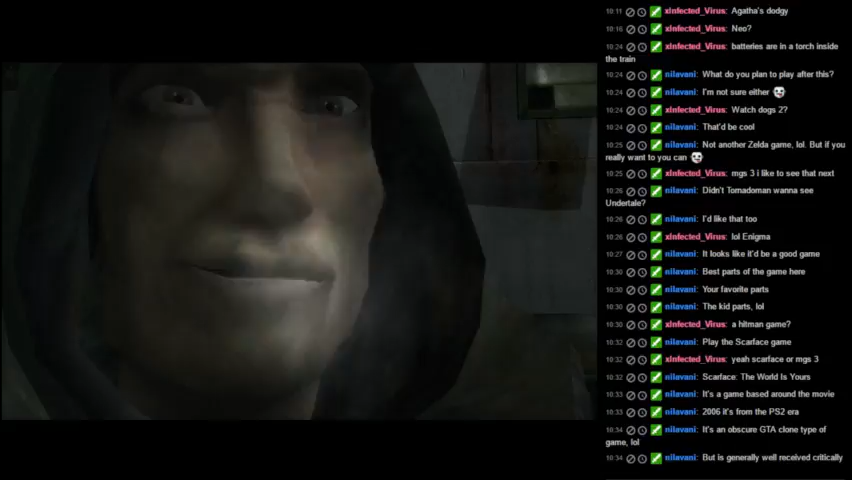 10:11 xInfected_Virus: Agatha's dodgy
10:16 xInfected_Virus: Neo?
10:24 xInfected_Virus: batteries are in a torch inside
the train
10:24 nilavani: What do you plan to play after this?
10:24 nilavani: I'm not sure either
10:24 xInfected_Virus: Watch dogs 2?
10:24 nilavani: That'd be cool
10:25 nilavani: Not another Zelda game, lol. But if you
really want to you can
10:25 xInfected_Virus: mgs 3 i like to see that next
10:26 nilavani: Didn't Tornadoman wanna see
Undertale?
10:26 nilavani: I'd like that too
10:26 xInfected_Virus: lol Enigma
10:27 nilavani: It looks like it'd be a good game
10:30 nilavani: Best parts of the game here
10:30 nilavani: Your favorite parts
10:30 nilavani: The kid parts, lol
10:30 xInfected_Virus: a hitman game?
10:32 nilavani: Play the Scarface game
10:32 xInfected_Virus: yeah scarface or mgs 3
10:32 nilavani: Scarface: The World Is Yours
10:33 nilavani: It's a game based around the movie
10:33 nilavani: 2006 it's from the PS2 era
10:34 nilavani: It's an obscure GTA clone type of
game, lol
10:34 nilavani: But is generally well received critically